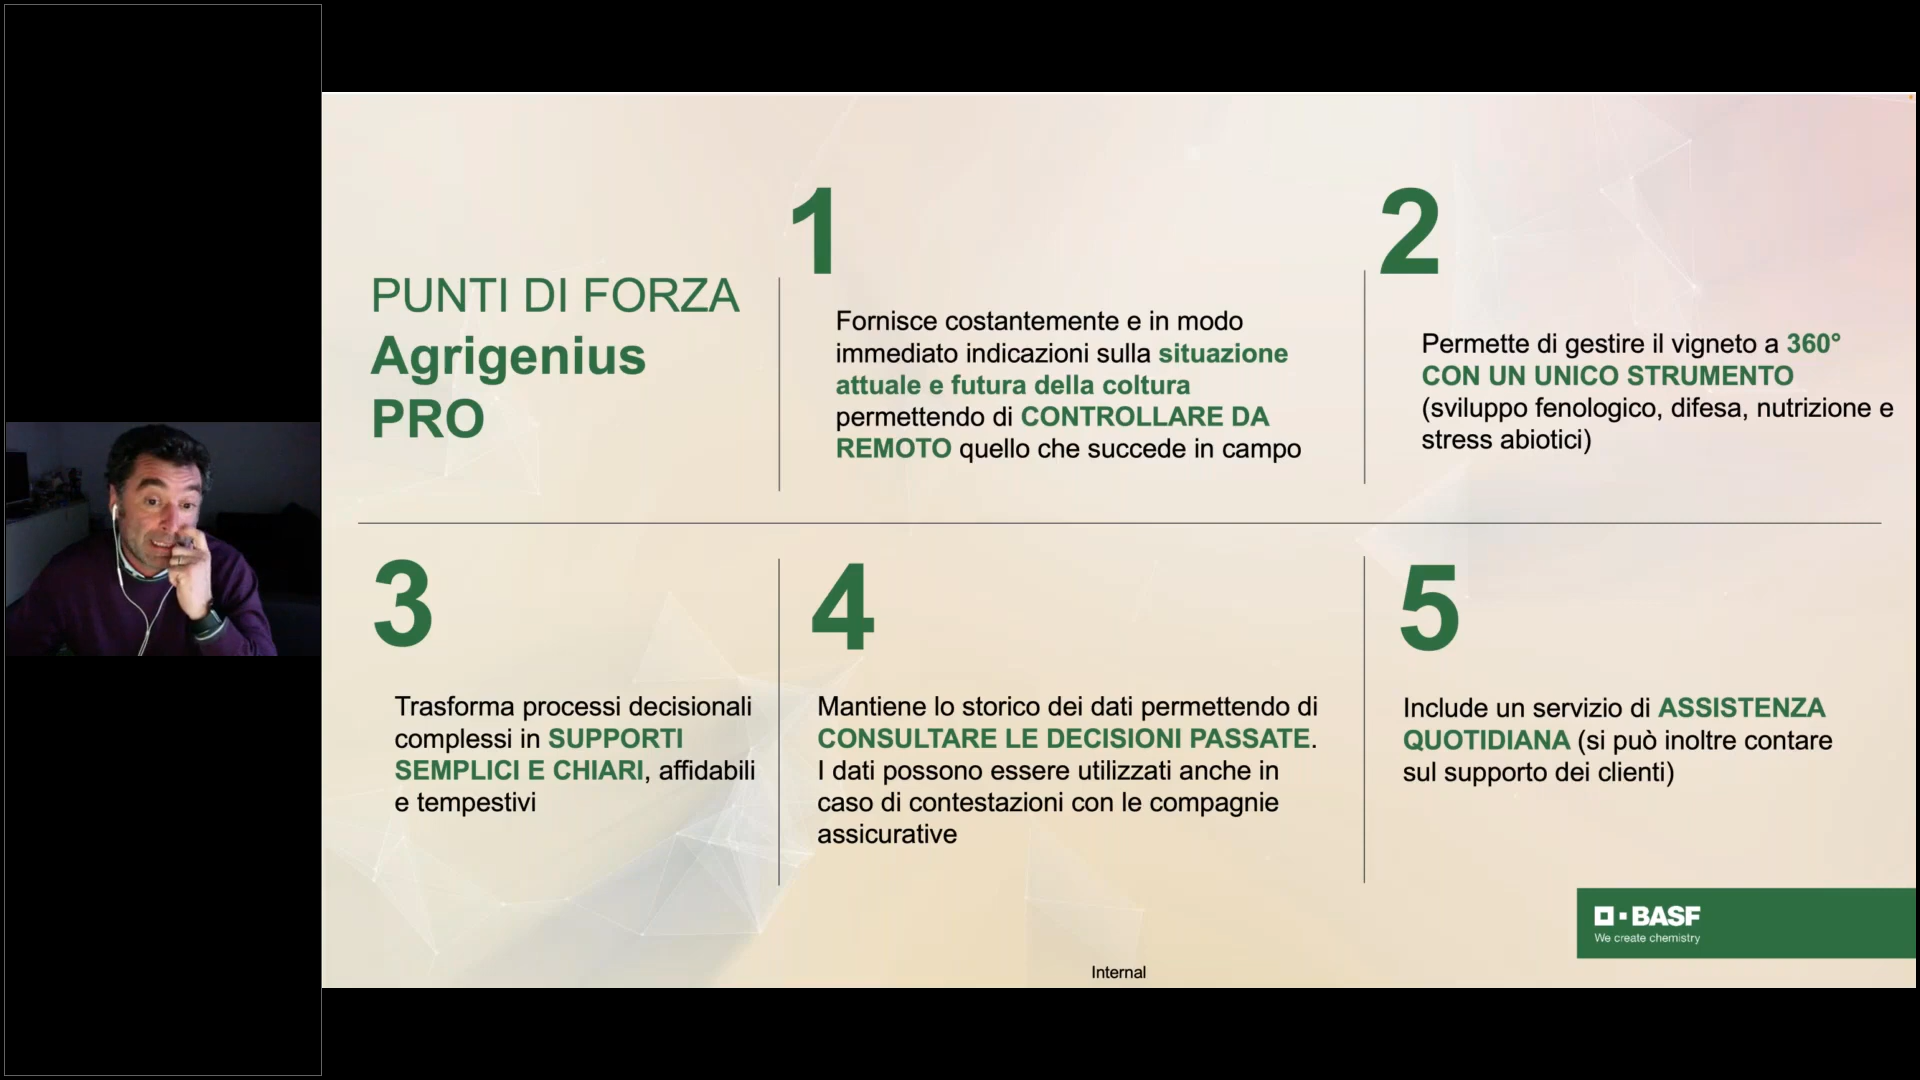 PUNTI DI FORZA
Agrigenius
PRO
1
Fornisce costantemente e in modo
immediato indicazioni sulla situazione
attuale e futura della coltura
permettendo di CONTROLLARE DA
REMOTO quello che succede in campo
2
Permette di gestire il vigneto a 360°
CON UN UNICO STRUMENTO
(sviluppo fenologico, difesa, nutrizione e
stress abiotici)
3
Trasforma processi decisionali
complessi in SUPPORTI
SEMPLICI E CHIARI, affidabili
e tempestivi
4
Mantiene lo storico dei dati permettendo di
CONSULTARE LE DECISIONI PASSATE.
I dati possono essere utilizzati anche in
caso di contestazioni con le compagnie
assicurative
5
Include un servizio di ASSISTENZA
QUOTIDIANA (si può inoltre contare
sul supporto dei clienti)
BASF
We create chemistry
Internal